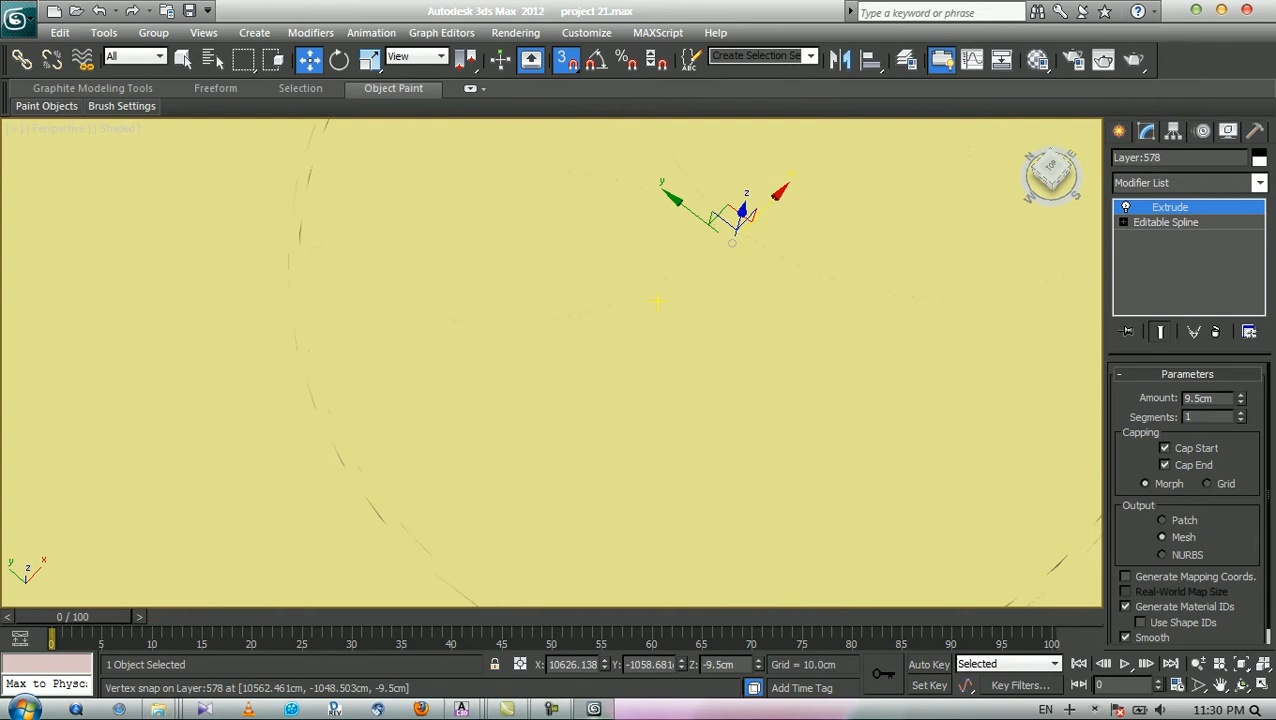 Autodesk 3ds Max 2012 project 21.max
Type a keyword or phrase
Edit Tools Group Views Create Modifiers Animation Graph Editors Rendering Customize MAXScript Help
All View 3 ABC Create Selection Se
Graphite Modeling Tools Freeform Selection Object Paint
Paint Objects Brush Settings
[ + ] [ Perspective ] [ Shaded ]
Layer:578
Modifier List
Extrude
Editable Spline
TOP
N E W S
y z
Parameters
Amount: 9.5cm
Segments: 1
Capping
Cap Start
Cap End
Morph Grid
Output
Patch
Mesh
NURBS
Generate Mapping Coords.
Real-World Map Size
Generate Material IDs
Use Shape IDs
Smooth
y z x
0 / 100
0 5 10 15 20 25 30 35 40 45 50 55 60 65 70 75 80 85 90 95 100
1 Object Selected X: 10626.138 Y: -1058.681 Z: -9.5cm Grid = 10.0cm Auto Key Selected
Max to Physc: Vertex snap on Layer:578 at [10562.461cm, -1048.503cm, -9.5cm] Add Time Tag Set Key Key Filters... 0
EN 11:30 PM